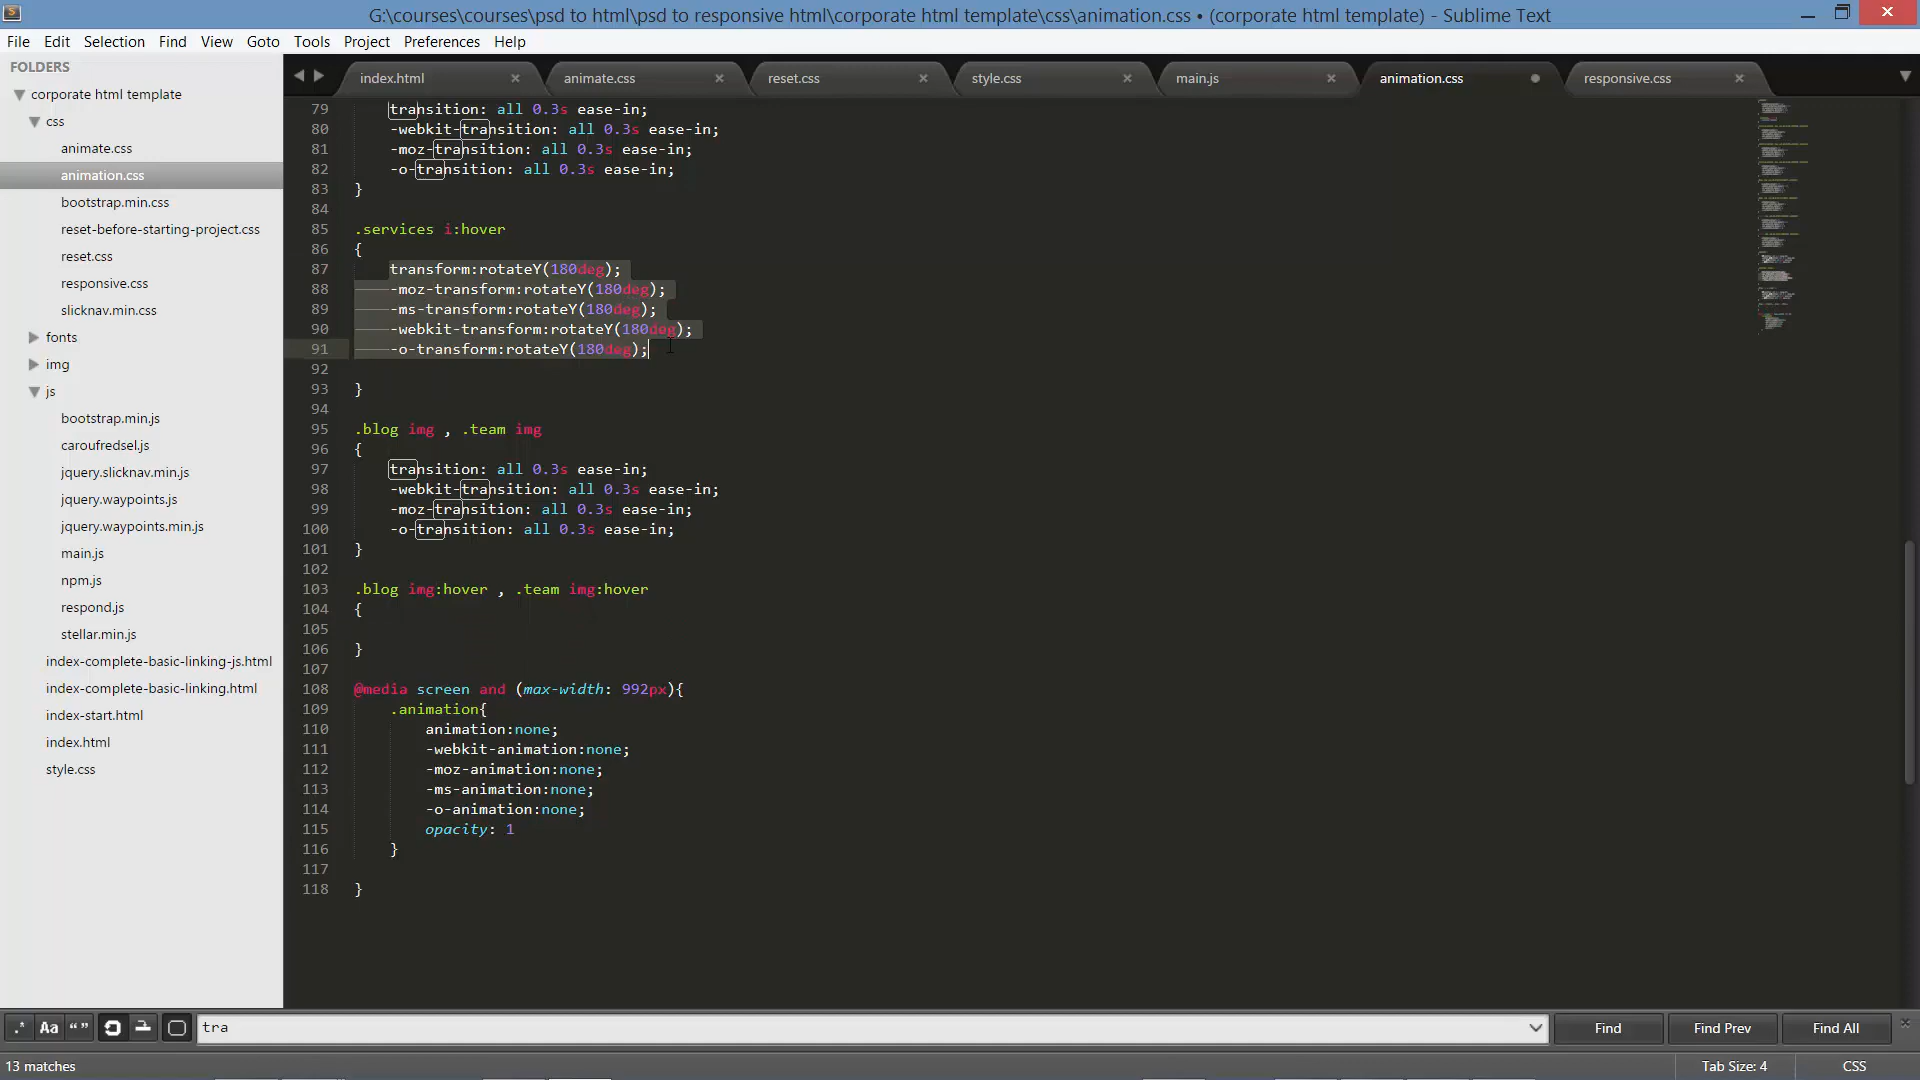 G:\courses\courses\psd to html\psd to responsive html\corporate html template\css\animation.css • (corporate html template) - Sublime Text
File Edit Selection Find View Goto Tools Project Preferences Help
FOLDERS
corporate html template
css
animate.css
animation.css
bootstrap.min.css
reset-before-starting-project.css
reset.css
responsive.css
slicknav.min.css
fonts
img
js
bootstrap.min.js
caroufredsel.js
jquery.slicknav.min.js
jquery.waypoints.js
jquery.waypoints.min.js
main.js
npm.js
respond.js
stellar.min.js
index-complete-basic-linking-js.html
index-complete-basic-linking.html
index-start.html
index.html
style.css
index.html animate.css reset.css style.css main.js animation.css responsive.css
79 transition: all 0.3s ease-in;
80 -webkit-transition: all 0.3s ease-in;
81 -moz-transition: all 0.3s ease-in;
82 -o-transition: all 0.3s ease-in;
83 }
84
85 .services i:hover
86 {
87 transform:rotateY(180deg);
88 -moz-transform:rotateY(180deg);
89 -ms-transform:rotateY(180deg);
90 -webkit-transform:rotateY(180deg);
91 -o-transform:rotateY(180deg);
92
93 }
94
95 .blog img , .team img
96 {
97 transition: all 0.3s ease-in;
98 -webkit-transition: all 0.3s ease-in;
99 -moz-transition: all 0.3s ease-in;
100 -o-transition: all 0.3s ease-in;
101 }
102
103 .blog img:hover , .team img:hover
104 {
105
106 }
107
108 @media screen and (max-width: 992px){
109 .animation{
110 animation:none;
111 -webkit-animation:none;
112 -moz-animation:none;
113 -ms-animation:none;
114 -o-animation:none;
115 opacity: 1
116 }
117
118 }
.* Aa “” tra Find Find Prev Find All
13 matches Tab Size: 4 CSS